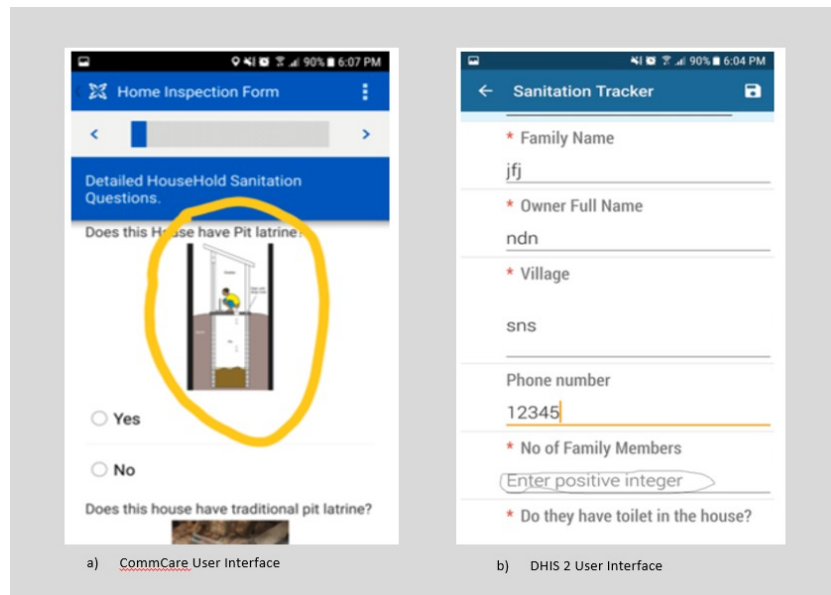 90% 6:07 PM
Home Inspection Form
Detailed HouseHold Sanitation
Questions.
Does this House have Pit latrine?
Yes
No
Does this house have traditional pit latrine?
a) CommCare User Interface
90% 6:04 PM
Sanitation Tracker
* Family Name
jfj
* Owner Full Name
ndn
* Village
sns
Phone number
12345
* No of Family Members
Enter positive integer
* Do they have toilet in the house?
b) DHIS 2 User Interface